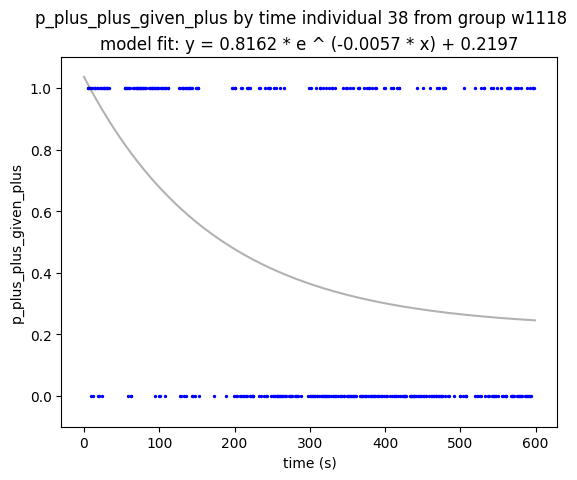 p_plus_plus_given_plus by time individual 38 from group w1118
model fit: y = 0.8162 * e ^ (-0.0057 * x) + 0.2197
p_plus_plus_given_plus
1.0
0.8
0.6
0.4
0.2
0.0
0 100 200 300 400 500 600
time (s)